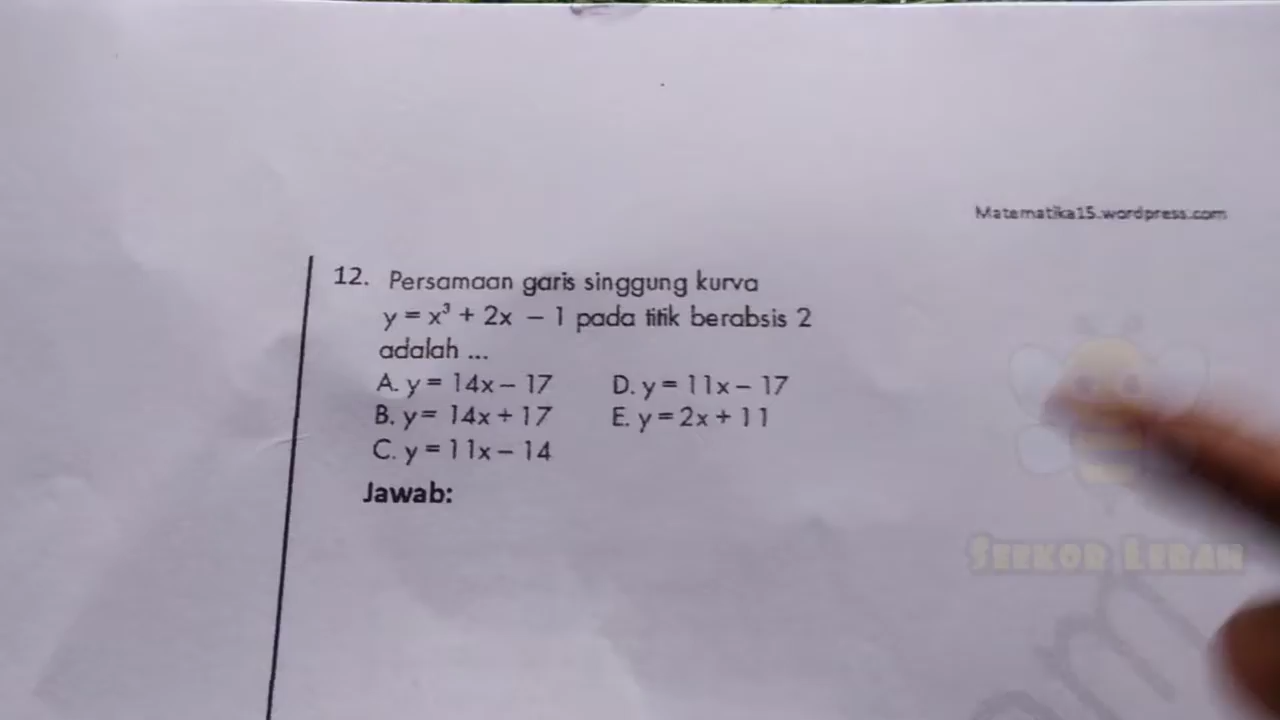 Matematika15.wordpress.com
12. Persamaan garis singgung kurva
y = x³ + 2x – 1 pada titik berabsis 2
adalah ...
A. y = 14x – 17 D. y = 11x – 17
B. y = 14x + 17 E. y = 2x + 11
C. y = 11x – 14
Jawab:
SEEKOR LEBAH